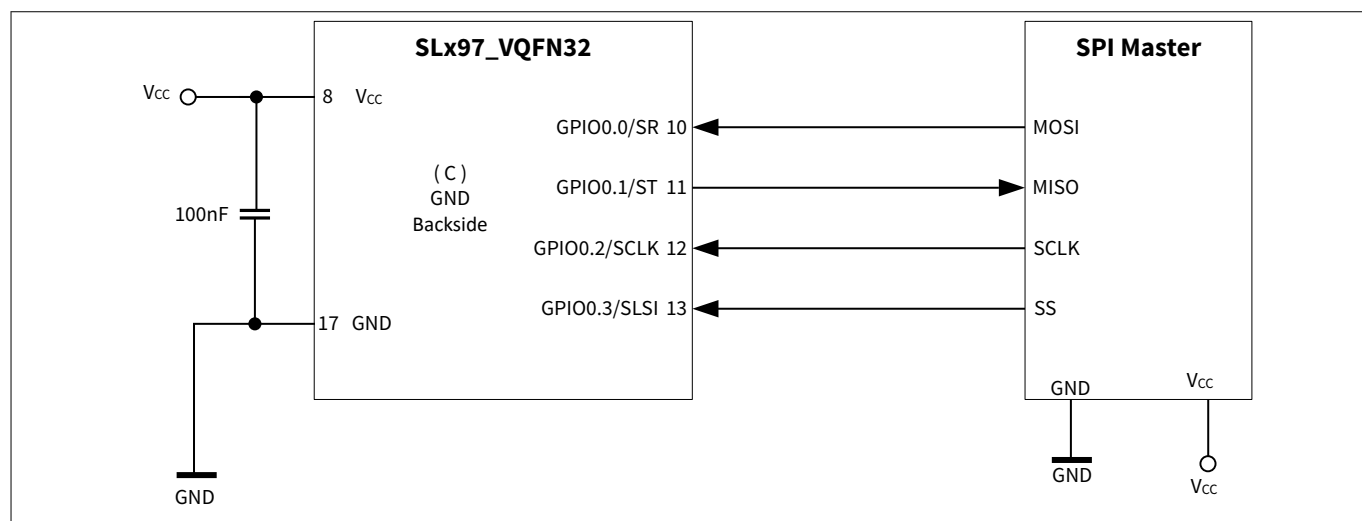 SLx97_VQFN32
SPI Master
Vcc
8 Vcc
GPIO0.0/SR 10
MOSI
( C )
GND
Backside
GPIO0.1/ST 11
MISO
100nF
GPIO0.2/SCLK 12
SCLK
GPIO0.3/SLSI 13
SS
17 GND
GND
Vcc
GND
GND
Vcc